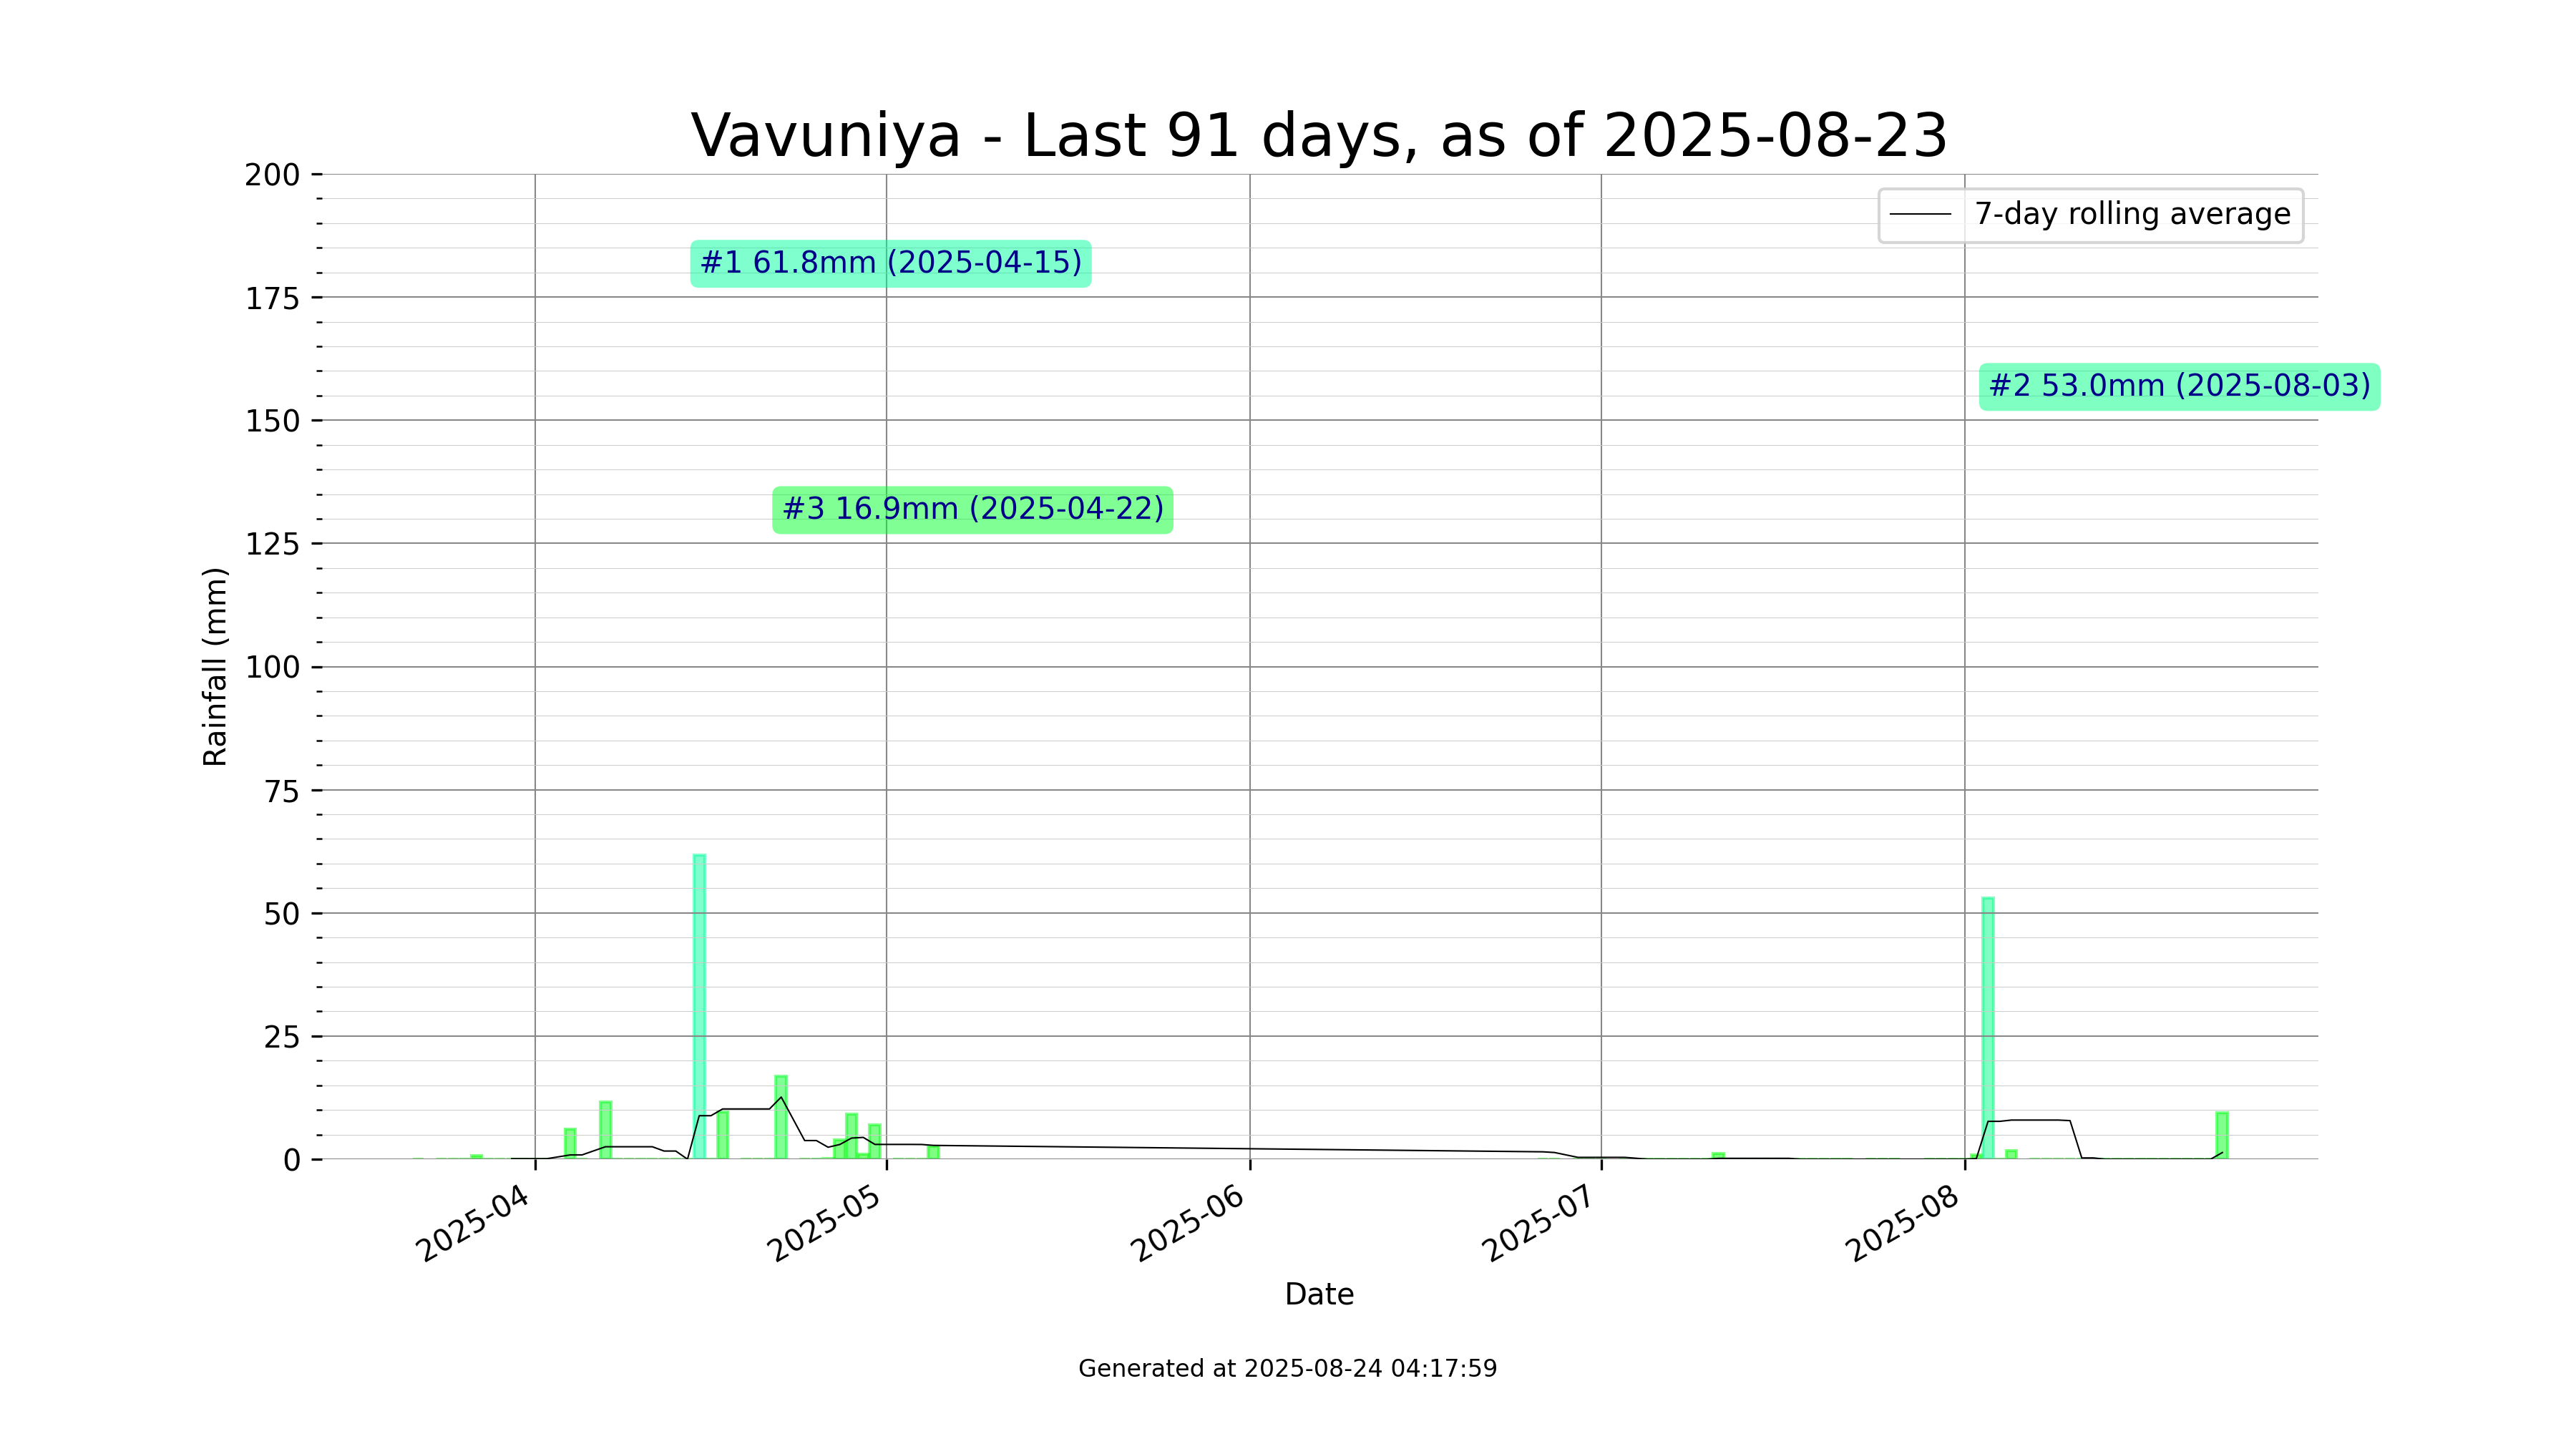 Vavuniya - Last 91 days, as of 2025-08-23
7-day rolling average
#1 61.8mm (2025-04-15)
#2 53.0mm (2025-08-03)
#3 16.9mm (2025-04-22)
Rainfall (mm)
200
175
150
125
100
75
50
25
0
2025-04
2025-05
2025-06
2025-07
2025-08
Date
Generated at 2025-08-24 04:17:59